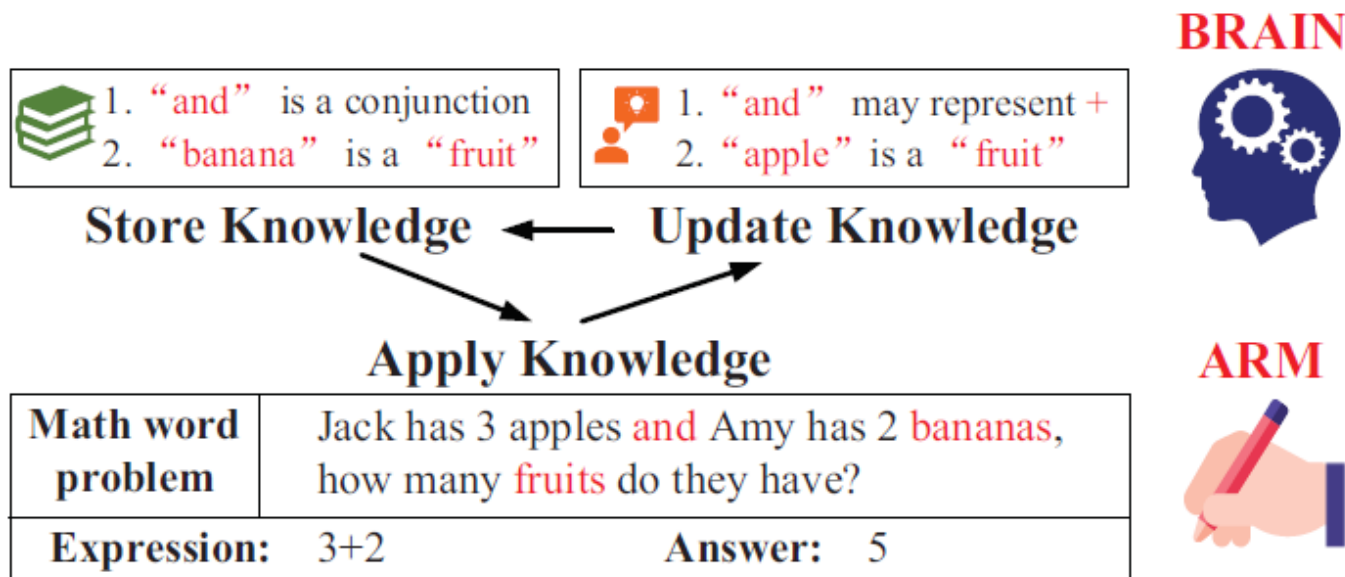 BRAIN
1. “and” is a conjunction
2. “banana” is a “fruit”
1. “and” may represent +
2. “apple” is a “fruit”
Store Knowledge
Update Knowledge
Apply Knowledge
ARM
Math word
problem
Jack has 3 apples and Amy has 2 bananas,
how many fruits do they have?
Expression: 3+2
Answer: 5